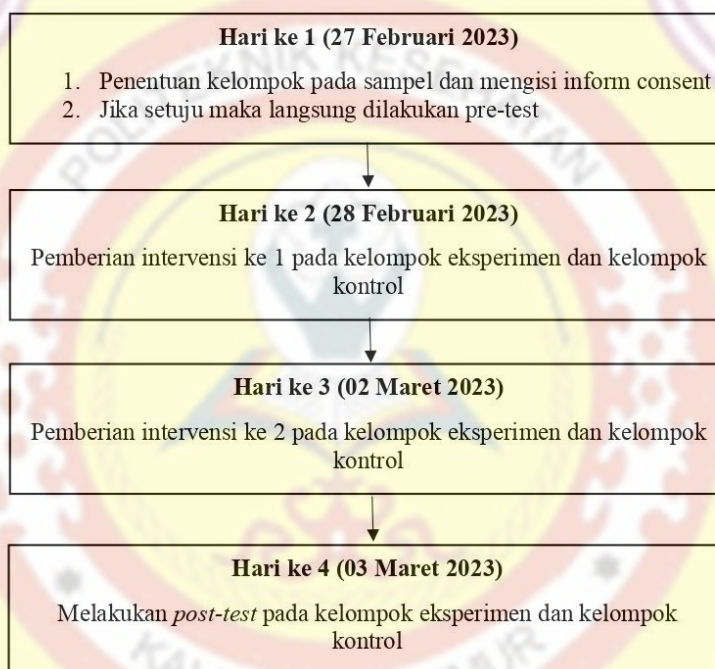 Hari ke 1 (27 Februari 2023)
1. Penentuan kelompok pada sampel dan mengisi inform consent
2. Jika setuju maka langsung dilakukan pre-test
Hari ke 2 (28 Februari 2023)
Pemberian intervensi ke 1 pada kelompok eksperimen dan kelompok
kontrol
Hari ke 3 (02 Maret 2023)
Pemberian intervensi ke 2 pada kelompok eksperimen dan kelompok
kontrol
Hari ke 4 (03 Maret 2023)
Melakukan post-test pada kelompok eksperimen dan kelompok
kontrol